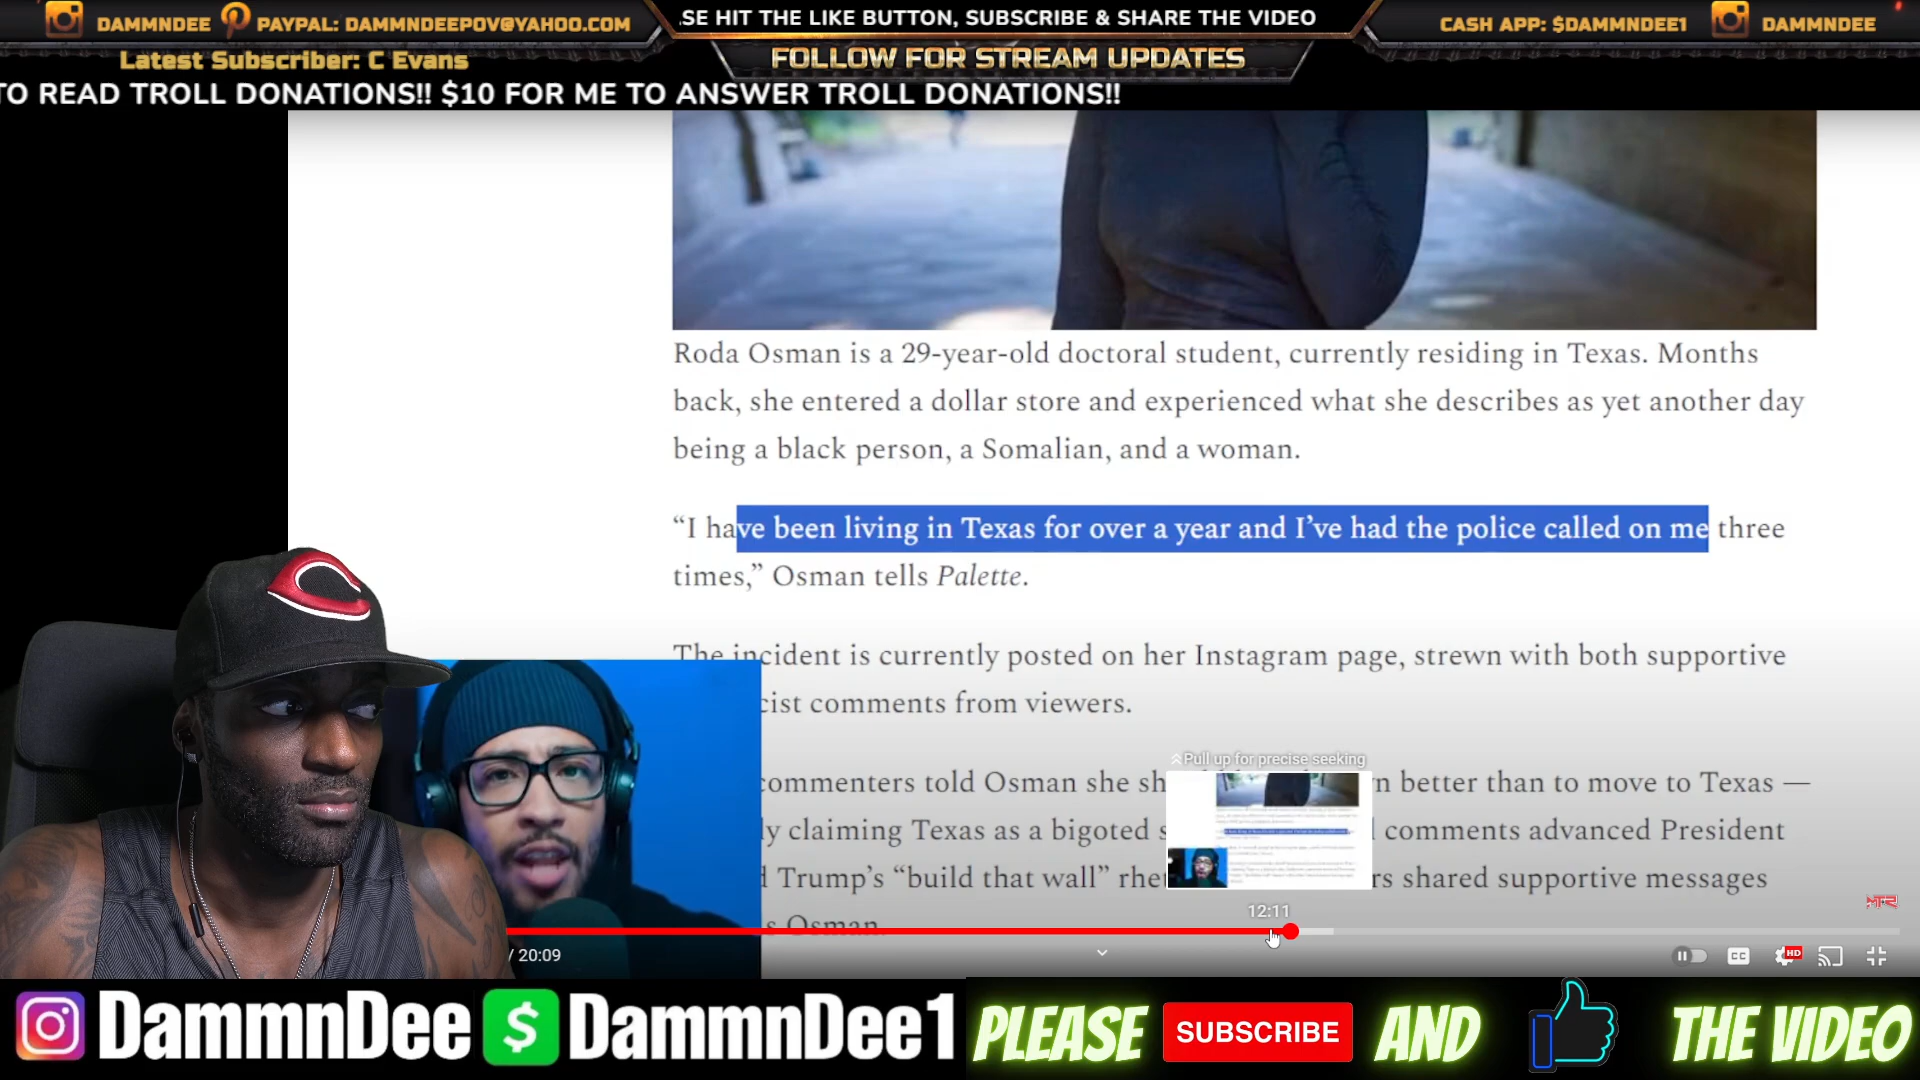 DAMMNDEE PAYPAL: DAMMNDEEPOV@YAHOO.COM
SE HIT THE LIKE BUTTON, SUBSCRIBE & SHARE THE VIDEO
CASH APP: $DAMMNDEE1 DAMMNDEE
Latest Subscriber: C Evans
FOLLOW FOR STREAM UPDATES
TO READ TROLL DONATIONS!! $10 FOR ME TO ANSWER TROLL DONATIONS!!
Roda Osman is a 29-year-old doctoral student, currently residing in Texas. Months
back, she entered a dollar store and experienced what she describes as yet another day
being a black person, a Somalian, and a woman.
“I have been living in Texas for over a year and I’ve had the police called on me three
times,” Osman tells Palette.
The incident is currently posted on her Instagram page, strewn with both supportive
cist comments from viewers.
Pull up for precise seeking
commenters told Osman she sh n better than to move to Texas —
ly claiming Texas as a bigoted s comments advanced President
d Trump’s “build that wall” rhe rs shared supportive messages
s Osman.
12:11
/ 20:09
CC
HD
MTR
DammnDee $ DammnDee1 PLEASE SUBSCRIBE AND THE VIDEO